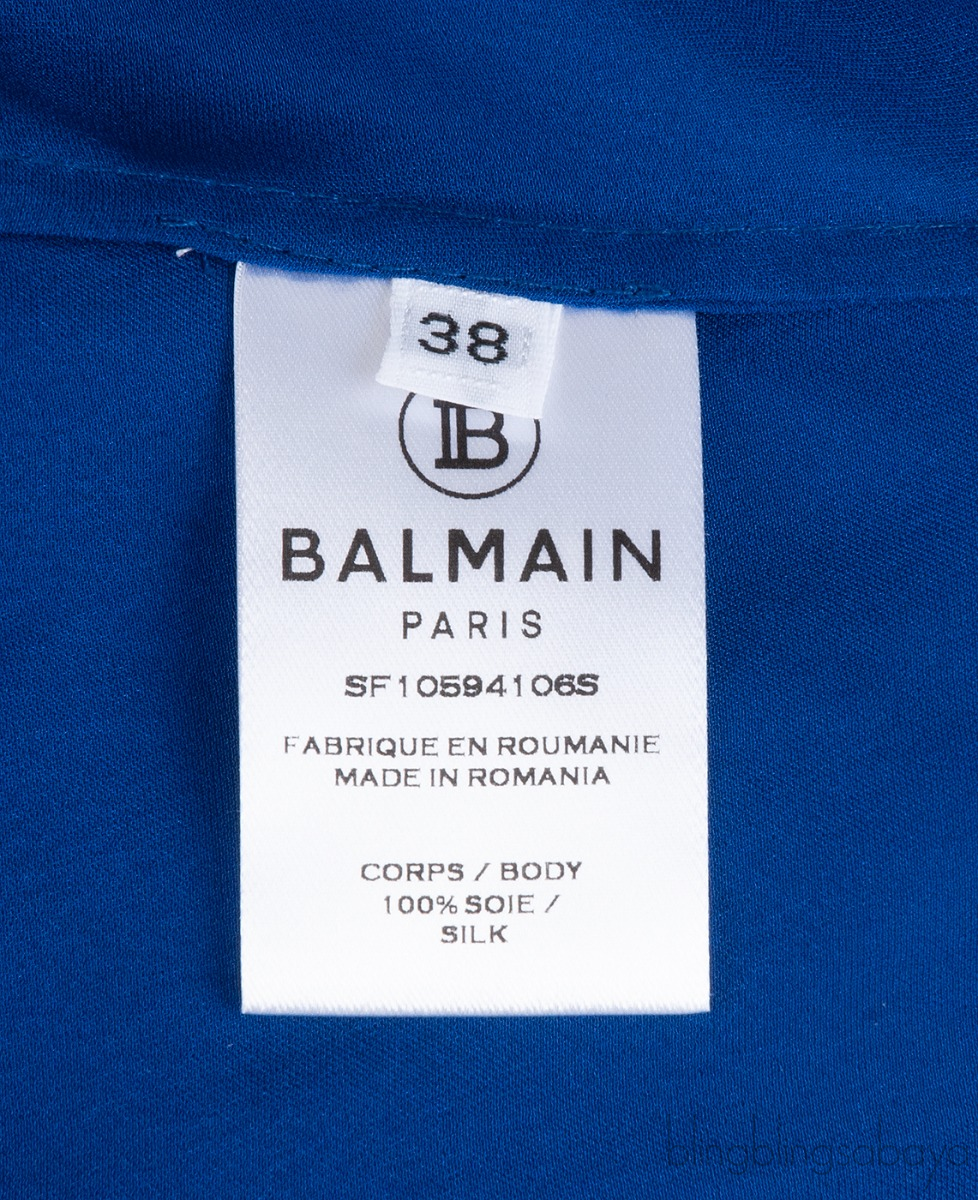 38
B
BALMAIN
PARIS
SF10594106S
FABRIQUE EN ROUMANIE
MADE IN ROMANIA
CORPS / BODY
100% SOIE /
SILK